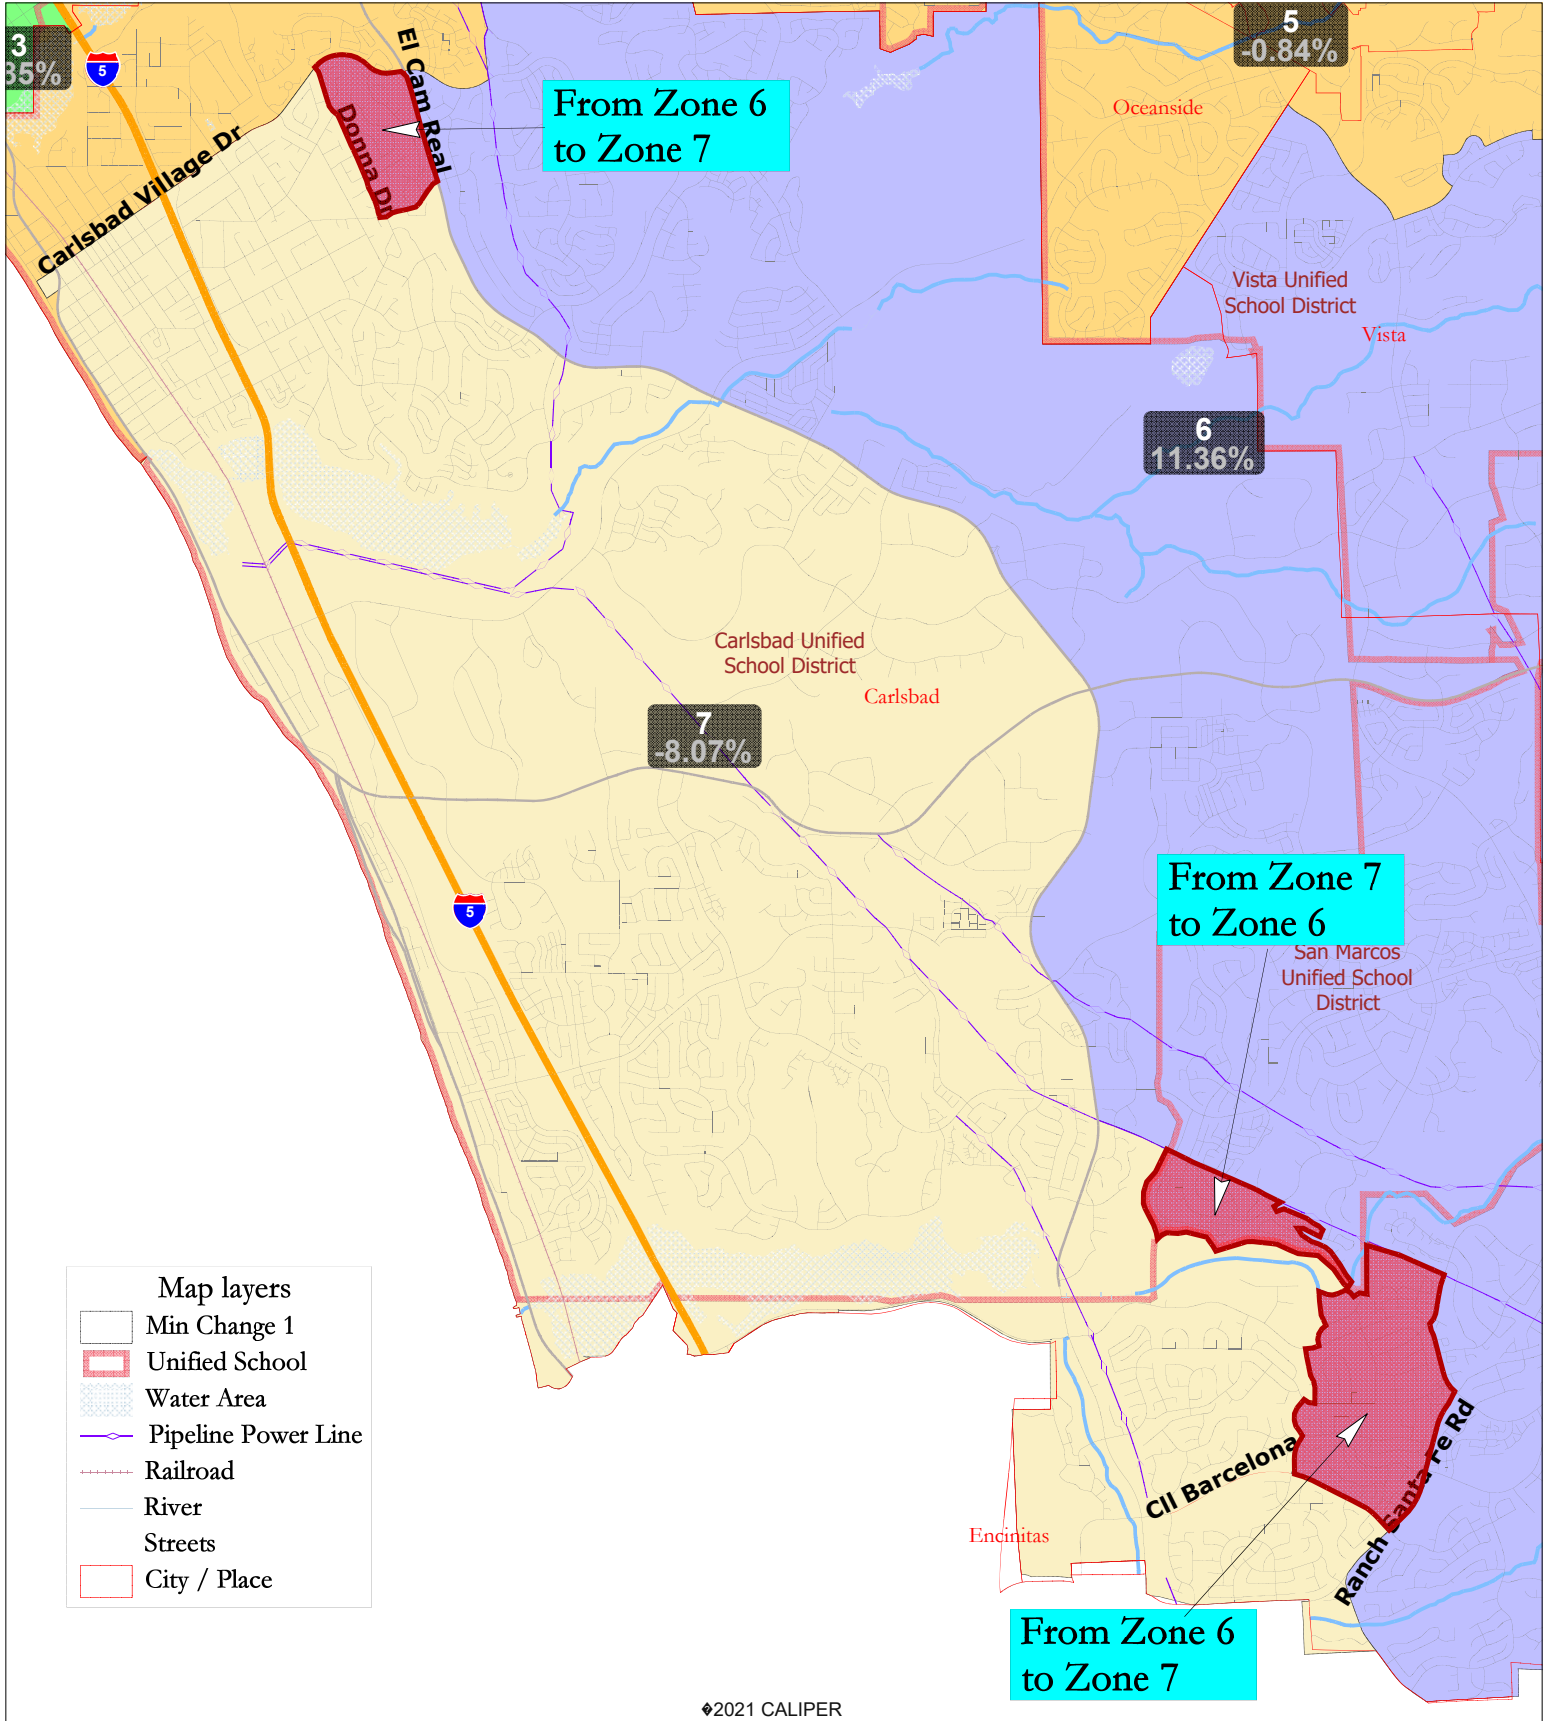 3
35%
5
El Cam Real
From Zone 6
to Zone 7
5
-0.84%
Oceanside
Donna Dr
Carlsbad Village Dr
Vista Unified
School District
Vista
6
11.36%
Carlsbad Unified
School District
Carlsbad
7
-8.07%
5
From Zone 7
to Zone 6
San Marcos
Unified School
District
Map layers
Min Change 1
Unified School
Water Area
Pipeline Power Line
Railroad
River
Streets
City / Place
Cll Barcelona
Santa Fe Rd
Ranch
Encinitas
From Zone 6
to Zone 7
�2021 CALIPER